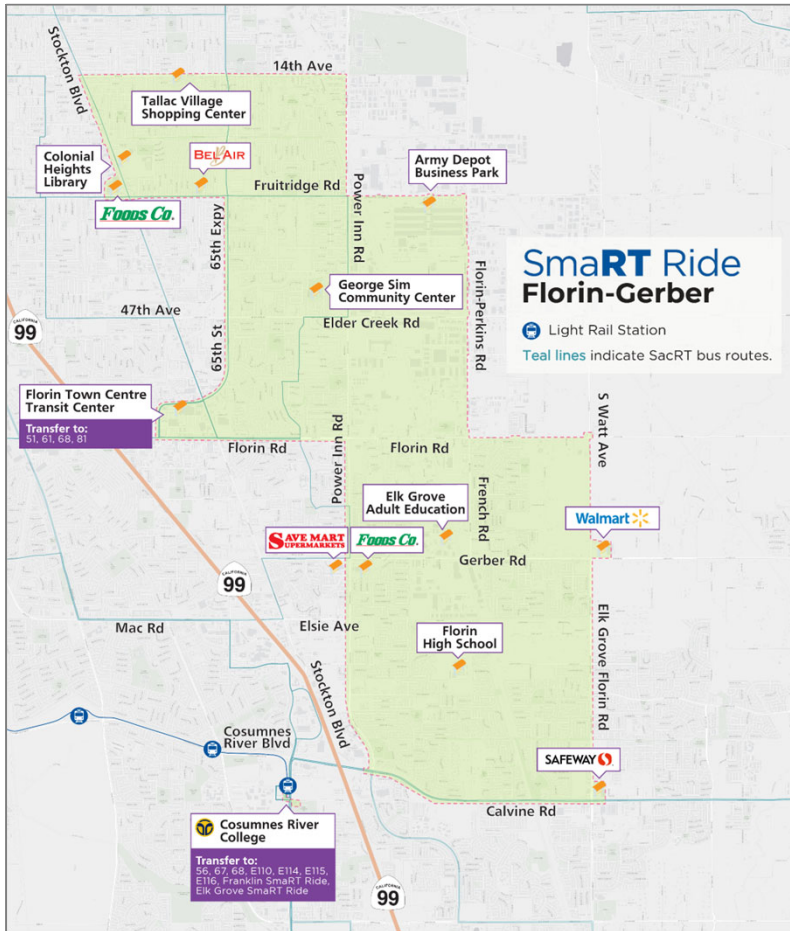 Stockton Blvd
14th Ave
Tallac Village
Shopping Center
Colonial
Heights
Library
BEL AIR
Army Depot
Business Park
Fruitridge Rd
Foods Co.
65th Expy
Power Inn Rd
SmaRT Ride
Florin-Gerber
Light Rail Station
Teal lines indicate SacRT bus routes.
George Sim
Community Center
Florin-Perkins Rd
47th Ave
Elder Creek Rd
CALIFORNIA
99
65th St
Florin Town Centre
Transit Center
Transfer to:
51, 61, 68, 81
S Watt Ave
Florin Rd
Florin Rd
Power Inn Rd
Elk Grove
Adult Education
French Rd
Walmart
SAVE MART
SUPERMARKETS
Foods Co.
Gerber Rd
CALIFORNIA
99
Mac Rd
Elsie Ave
Florin
High School
Elk Grove Florin Rd
Stockton Blvd
Cosumnes
River Blvd
SAFEWAY
Calvine Rd
Cosumnes River
College
Transfer to:
56, 67, 68, E110, E114, E115,
E116, Franklin SmaRT Ride,
Elk Grove SmaRT Ride
CALIFORNIA
99